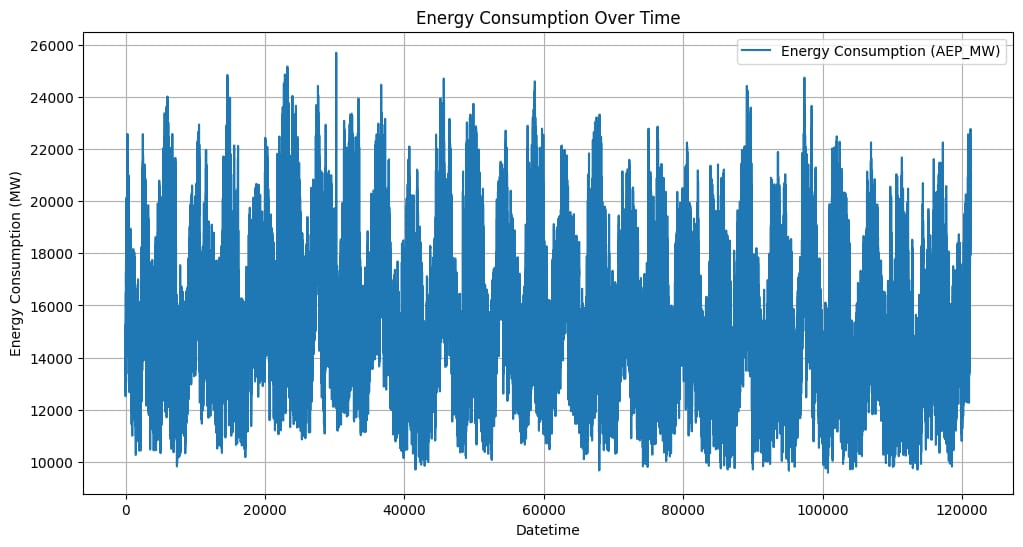 Energy Consumption Over Time
Energy Consumption (AEP_MW)
Energy Consumption (MW)
26000
24000
22000
20000
18000
16000
14000
12000
10000
0 20000 40000 60000 80000 100000 120000
Datetime